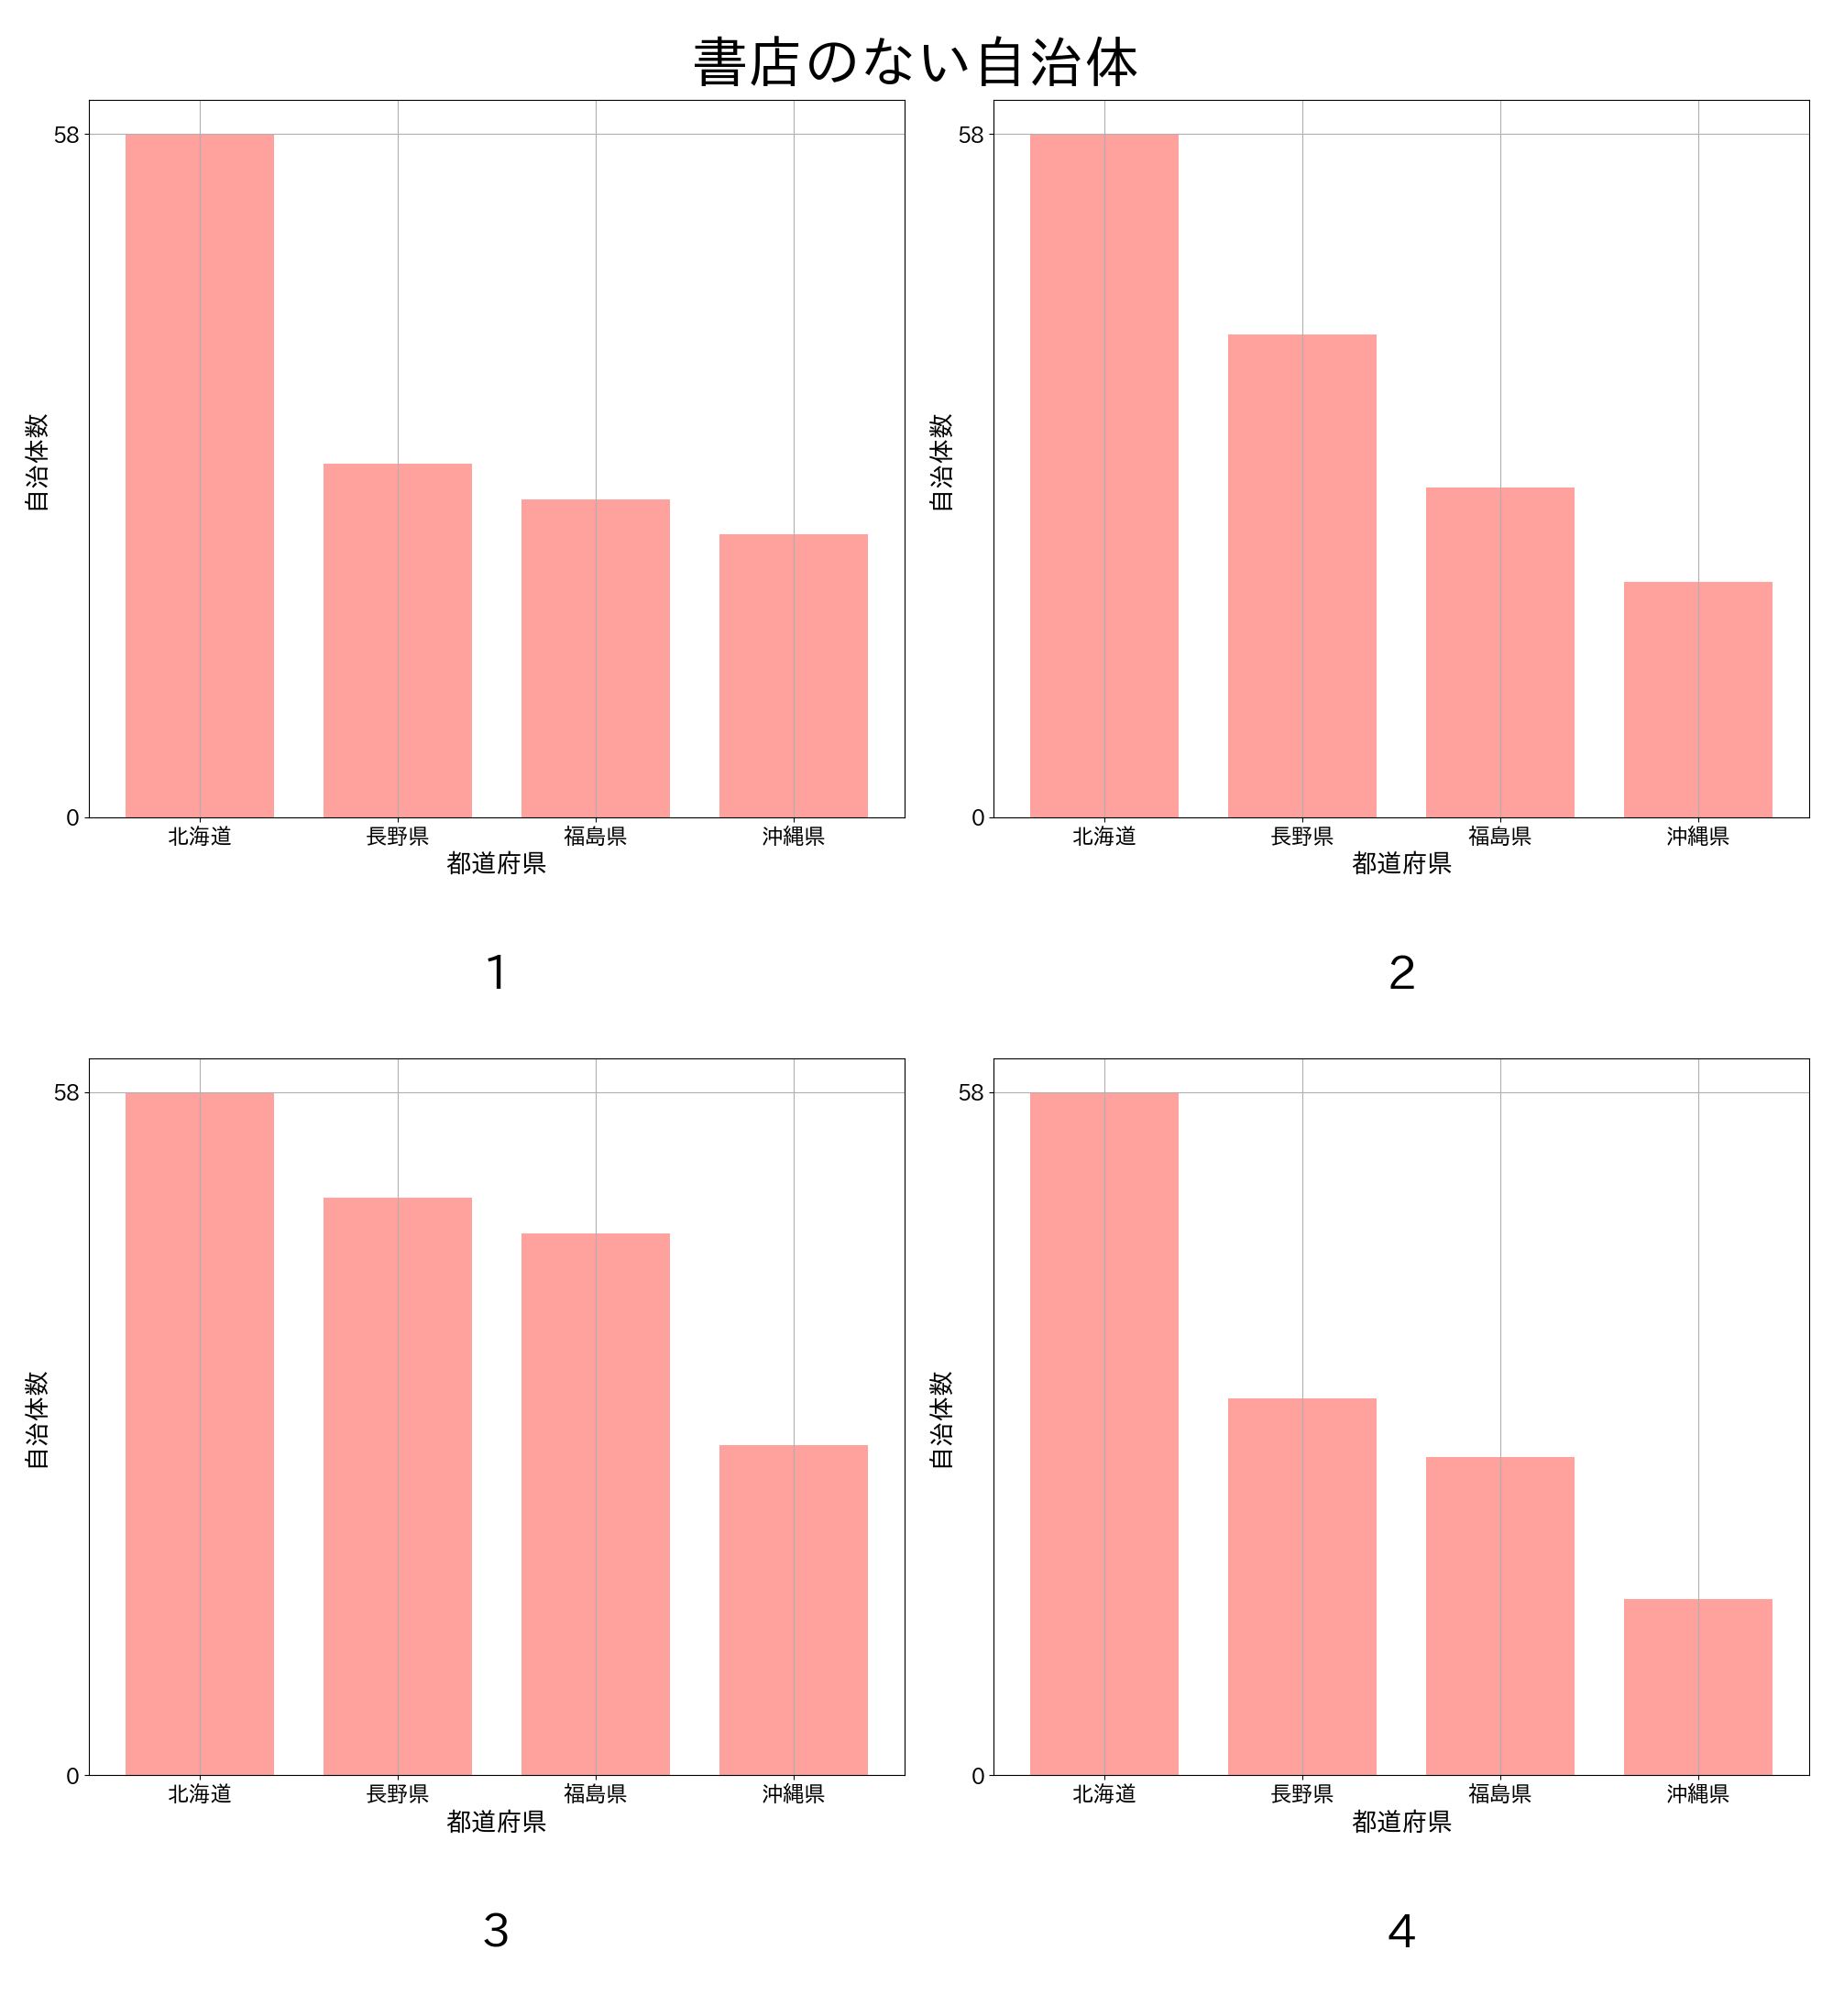 書店のない自治体
58
0
自治体数
北海道 長野県 福島県 沖縄県
都道府県
1
58
0
自治体数
北海道 長野県 福島県 沖縄県
都道府県
2
58
0
自治体数
北海道 長野県 福島県 沖縄県
都道府県
3
58
0
自治体数
北海道 長野県 福島県 沖縄県
都道府県
4